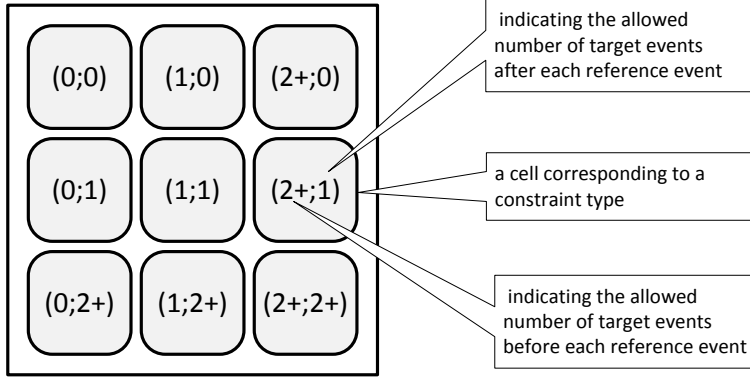 (0;0) (1;0) (2+;0)
(0;1) (1;1) (2+;1)
(0;2+) (1;2+) (2+;2+)
indicating the allowed
number of target events
after each reference event
a cell corresponding to a
constraint type
indicating the allowed
number of target events
before each reference event